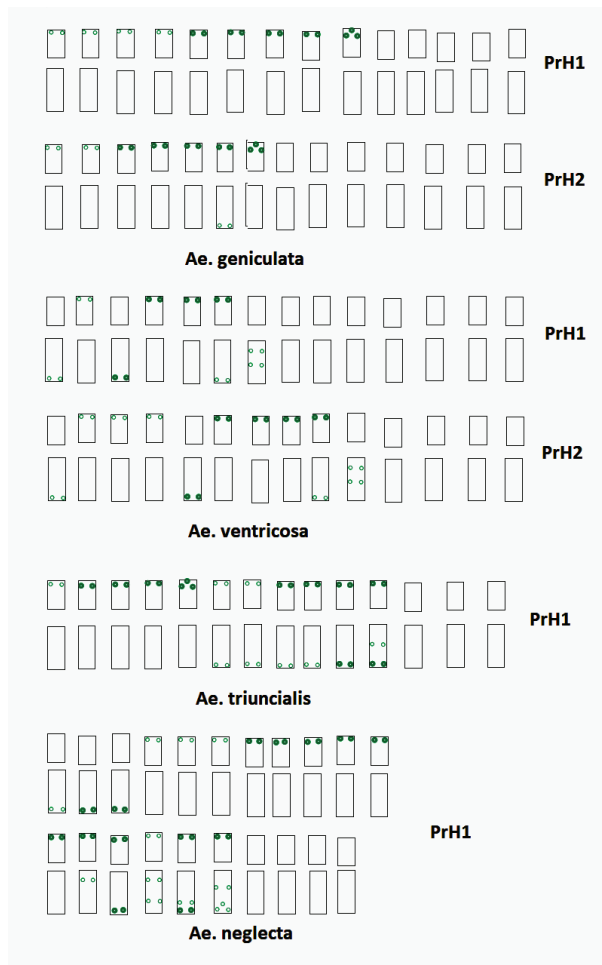 PrH1
PrH2
Ae. geniculata
PrH1
PrH2
Ae. ventricosa
PrH1
Ae. triuncialis
PrH1
Ae. neglecta